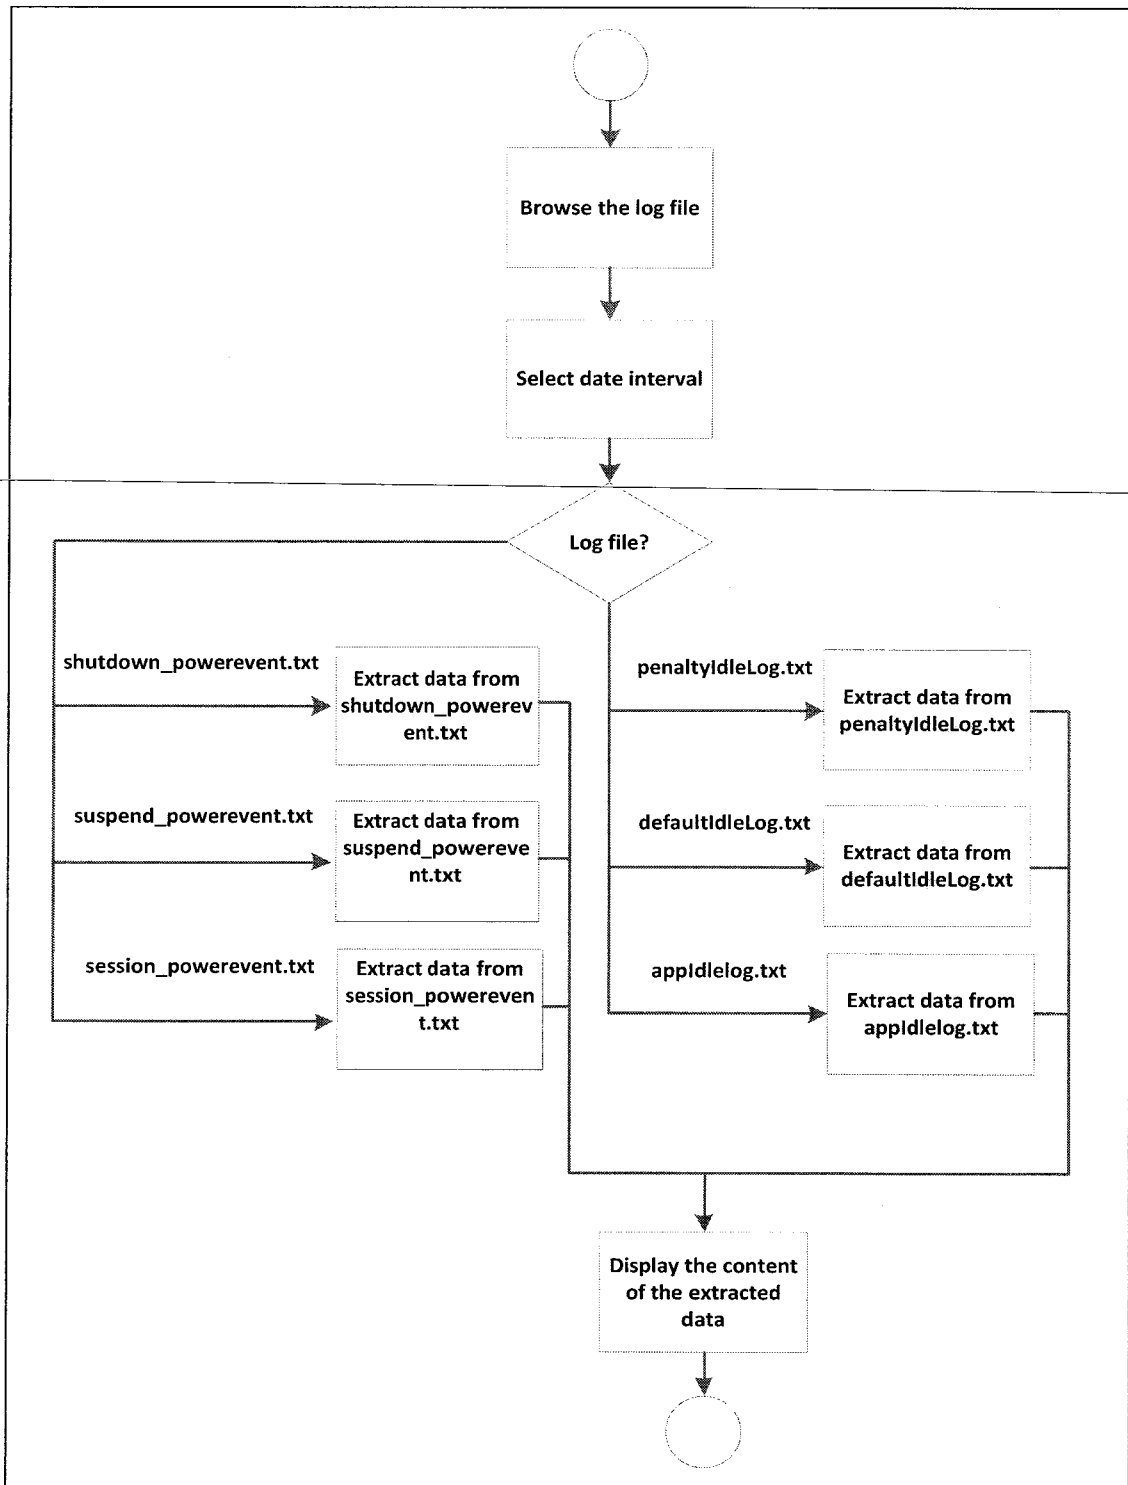 Browse the log file
Select date interval
Log file?
shutdown_powerevent.txt
Extract data from
shutdown_powerev
ent.txt
suspend_powerevent.txt
Extract data from
suspend_powereve
nt.txt
session_powerevent.txt
Extract data from
session_powereven
t.txt
penaltyIdleLog.txt
Extract data from
penaltyIdleLog.txt
defaultIdleLog.txt
Extract data from
defaultIdleLog.txt
appIdlelog.txt
Extract data from
appIdlelog.txt
Display the content
of the extracted
data